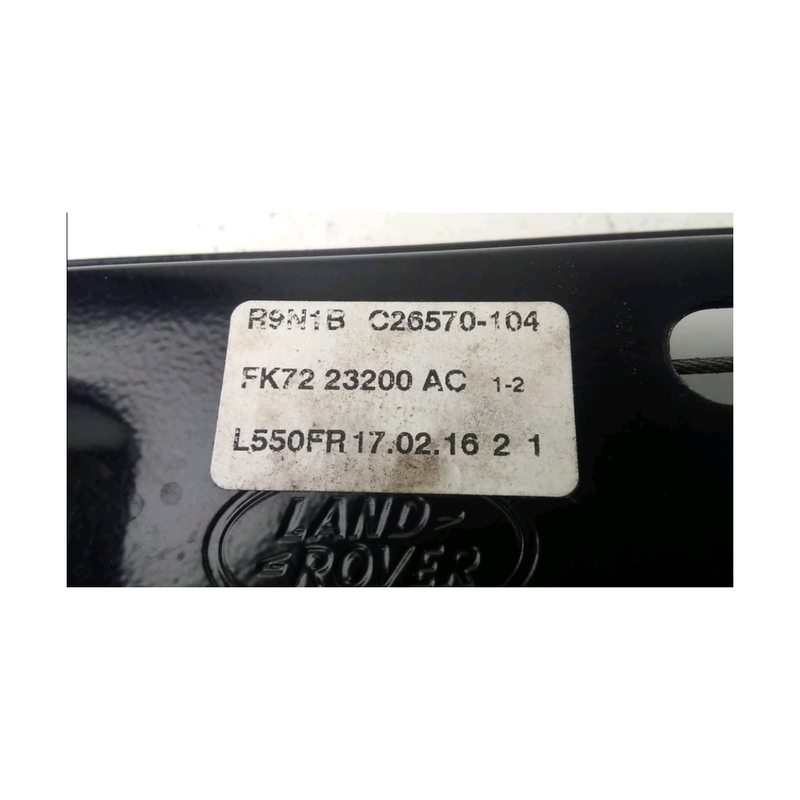 R9N1B C26570-104
FK72 23200 AC 1-2
L550FR 17.02.16 2 1
LAND
ROVER